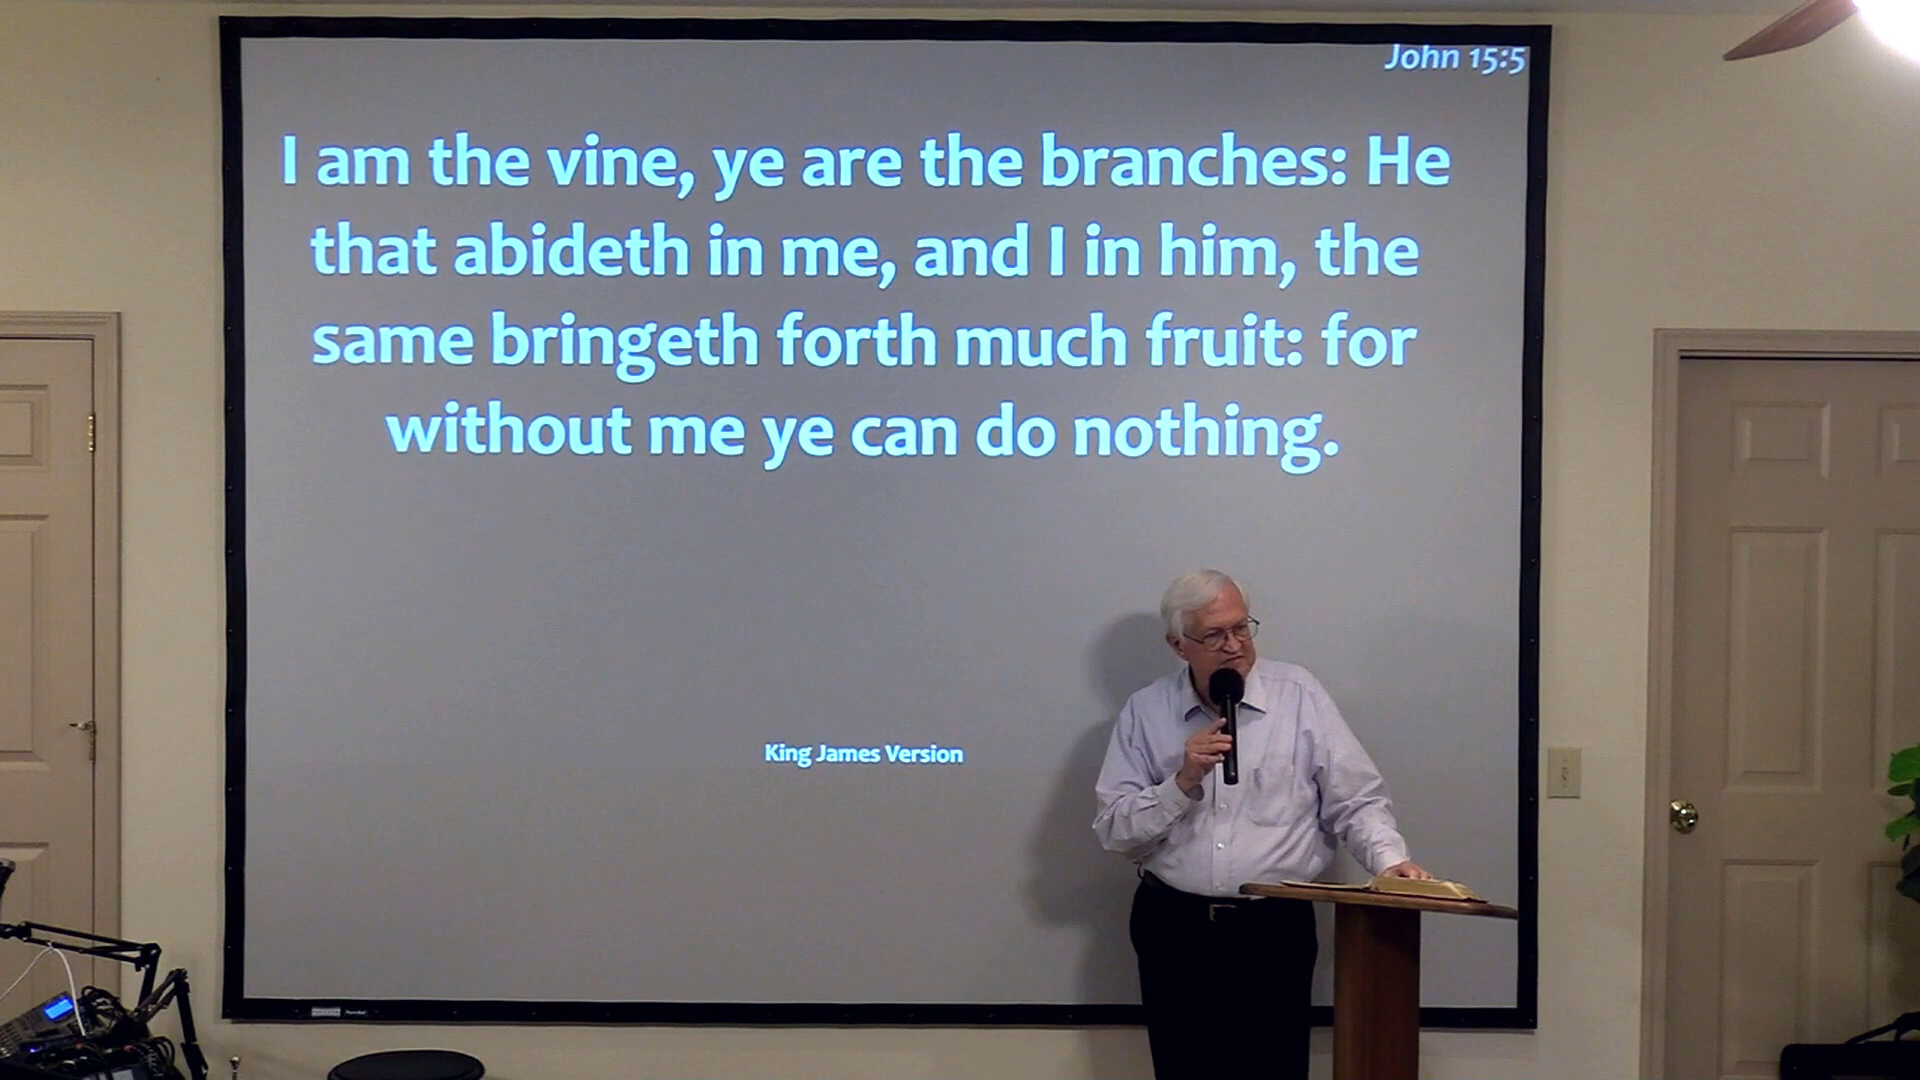 John 15:5
I am the vine, ye are the branches: He
that abideth in me, and I in him, the
same bringeth forth much fruit: for
without me ye can do nothing.
King James Version